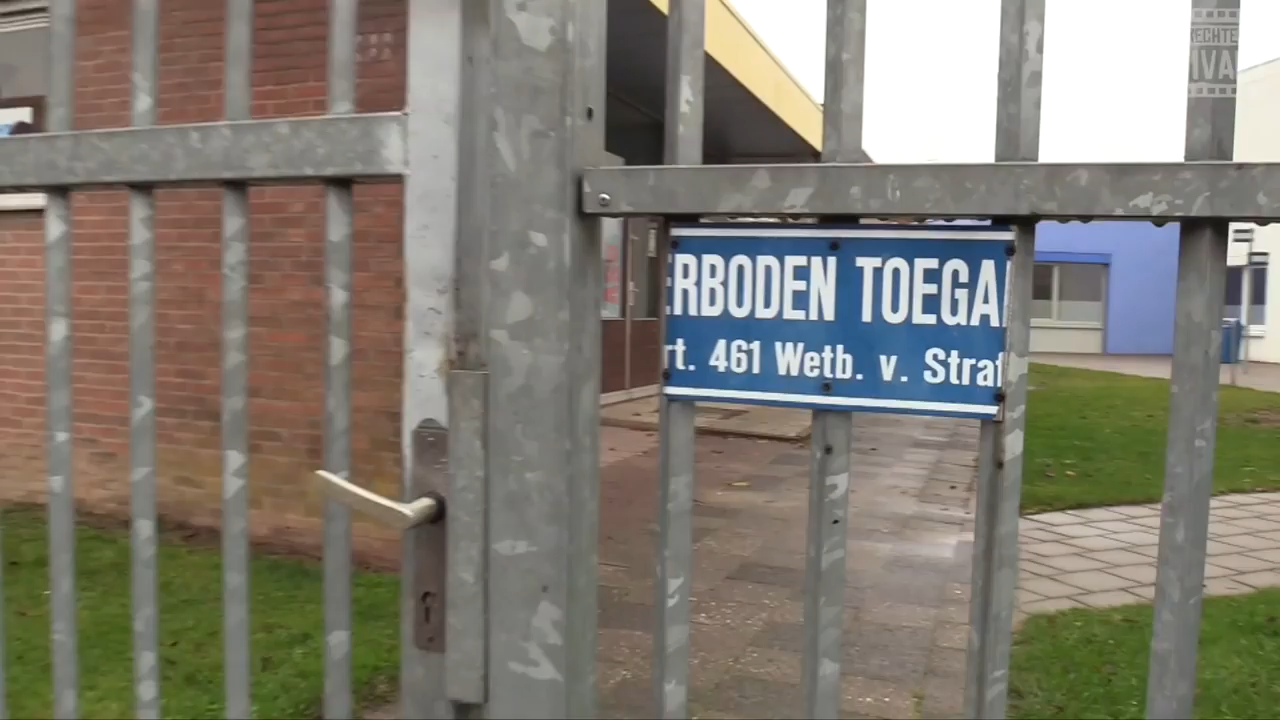 ERBODEN TOEGA
rt. 461 Wetb. v. Straf
ECHTE
IVA